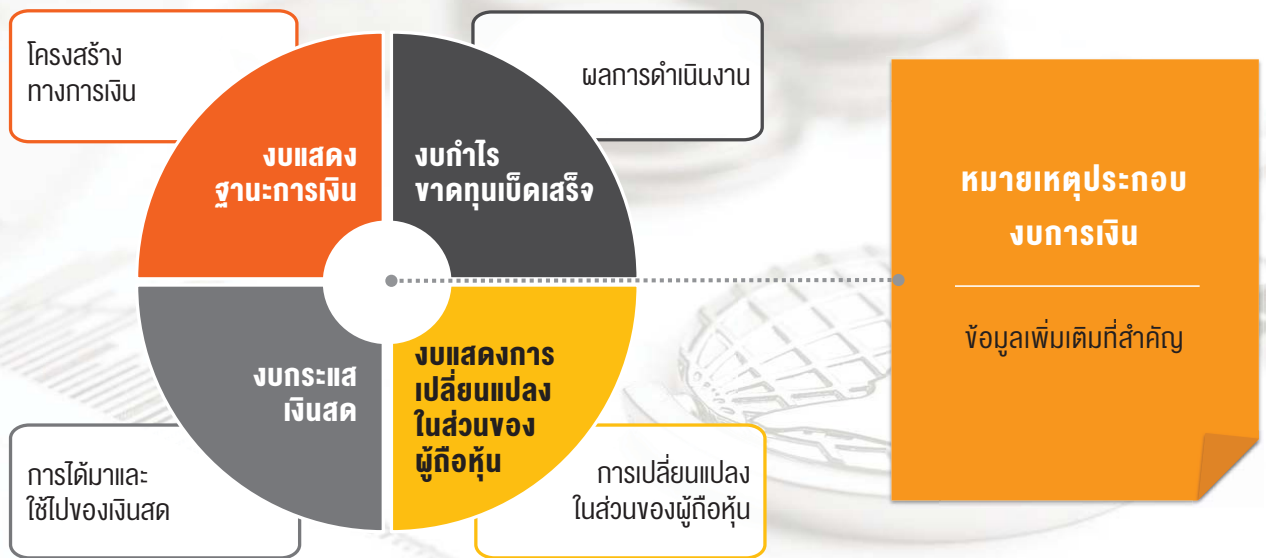 โครงสร้าง
ทางการเงิน
ผลการดำเนินงาน
งบแสดง
ฐานะการเงิน
งบกำไร
ขาดทุนเบ็ดเสร็จ
หมายเหตุประกอบ
งบการเงิน
ข้อมูลเพิ่มเติมที่สำคัญ
งบกระแส
เงินสด
งบแสดงการ
เปลี่ยนแปลง
ในส่วนของ
ผู้ถือหุ้น
การได้มาและ
ใช้ไปของเงินสด
การเปลี่ยนแปลง
ในส่วนของผู้ถือหุ้น